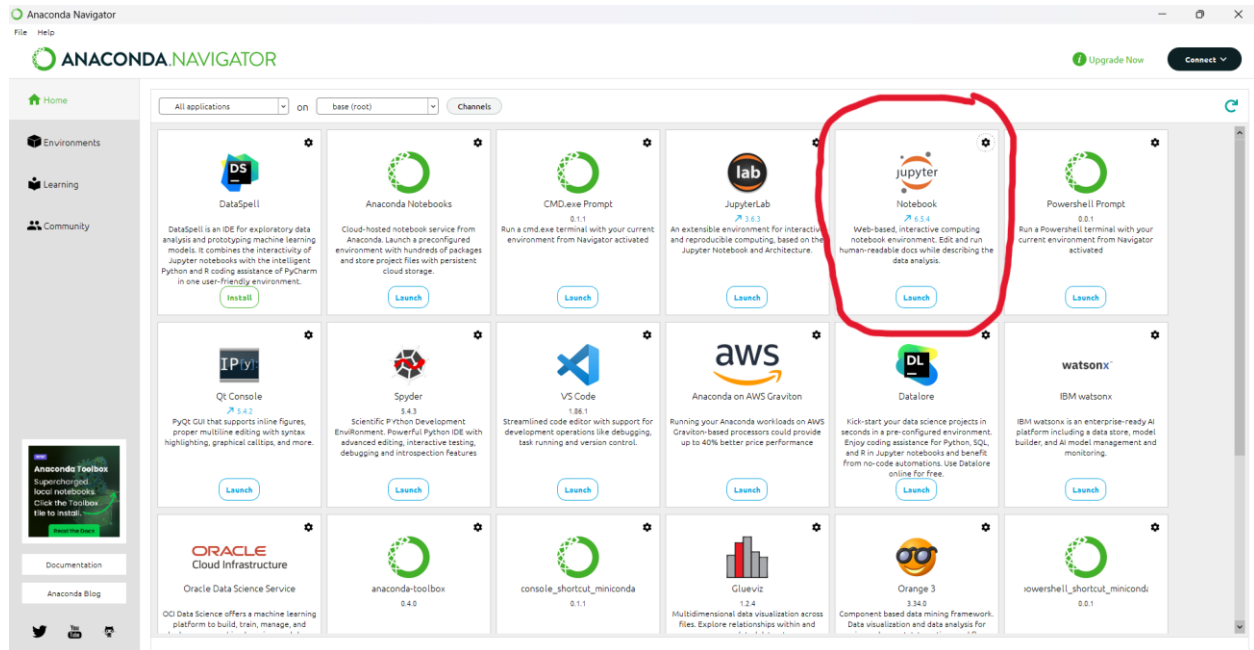 Anaconda Navigator
File Help
ANACONDA.NAVIGATOR
Upgrade Now
Connect
Home
Environments
Learning
Community
All applications
on
base (root)
Channels
DS
DataSpell
DataSpell is an IDE for exploratory data
analysis and prototyping machine learning
models. It combines the interactivity of
Jupyter notebooks with the intelligent
Python and R coding assistance of PyCharm
in one user-friendly environment.
Install
Anaconda Notebooks
Cloud-hosted notebook service from
Anaconda. Launch a preconfigured
environment with hundreds of packages
and store project files with persistent
cloud storage.
Launch
CMD.exe Prompt
0.1.1
Run a cmd.exe terminal with your current
environment from Navigator activated
Launch
lab
JupyterLab
3.6.3
An extensible environment for interactive
and reproducible computing, based on the
Jupyter Notebook and Architecture.
Launch
jupyter
Notebook
6.5.4
Web-based, interactive computing
notebook environment. Edit and run
human-readable docs while describing the
data analysis.
Launch
Powershell Prompt
0.0.1
Run a Powershell terminal with your
current environment from Navigator
activated
Launch
IP[y]:
Qt Console
5.4.2
PyQt GUI that supports inline figures,
proper multiline editing with syntax
highlighting, graphical calltips, and more.
Launch
Spyder
5.4.3
Scientific PYthon Development
EnviRonment. Powerful Python IDE with
advanced editing, interactive testing,
debugging and introspection features
Launch
VS Code
1.86.1
Streamlined code editor with support for
development operations like debugging,
task running and version control.
Launch
aws
Anaconda on AWS Graviton
Running your Anaconda workloads on AWS
Graviton-based processors could provide
up to 40% better price performance
Launch
DL
Datalore
Kick-start your data science projects in
seconds in a pre-configured environment.
Enjoy coding assistance for Python, SQL,
and R in Jupyter notebooks and benefit
from no-code automations. Use Datalore
online for free.
Launch
watsonx™
IBM watsonx
IBM watsonx is an enterprise-ready AI
platform including a data store, model
builder, and AI model management and
monitoring.
Launch
NEW
Anaconda Toolbox
Supercharged
local notebooks.
Click the Toolbox
tile to install.
Read the Docs
Documentation
Anaconda Blog
You
Tube
ORACLE
Cloud Infrastructure
Oracle Data Science Service
OCI Data Science offers a machine learning
platform to build, train, manage, and
anaconda-toolbox
0.4.0
console_shortcut_miniconda
0.1.1
Glueviz
1.2.4
Multidimensional data visualization across
files. Explore relationships within and
Orange 3
3.34.0
Component based data mining framework.
Data visualization and data analysis for
powershell_shortcut_miniconda
0.0.1